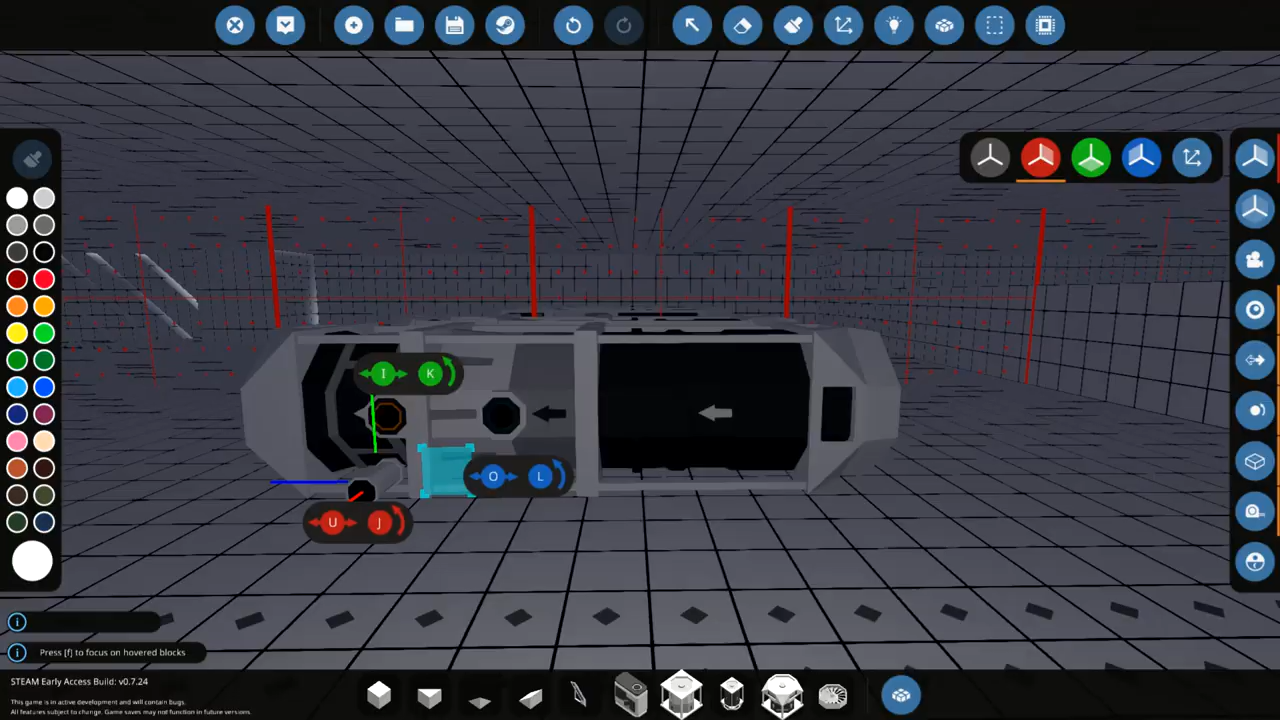 I K
O L
U J
Press [f] to focus on hovered blocks
STEAM Early Access Build: v0.7.24
This game is in active development and will contain bugs.
All features subject to change. Game saves may not function in future versions.